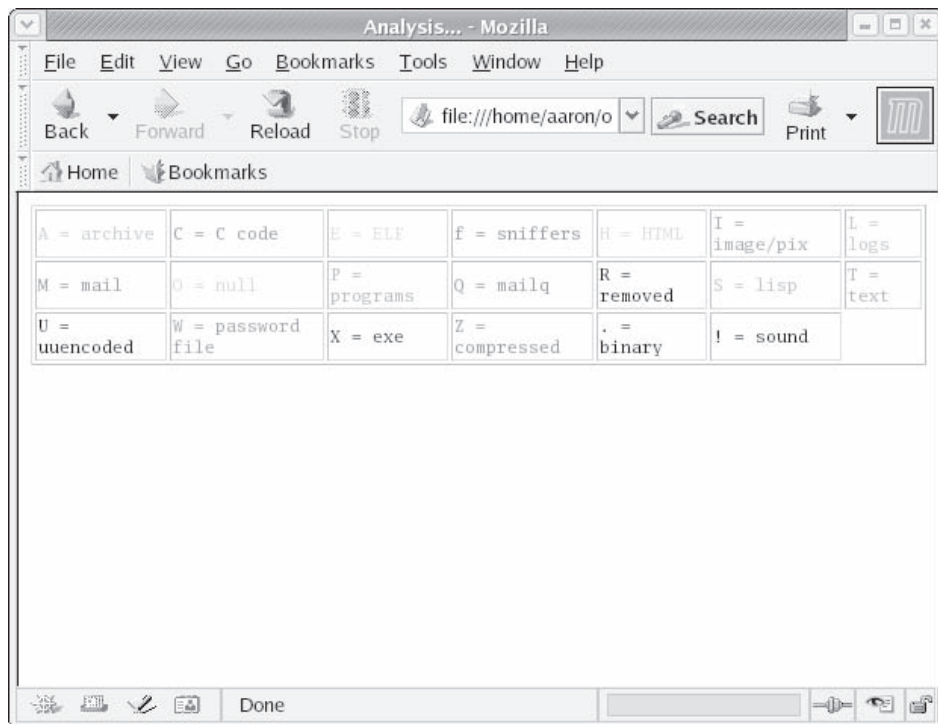 Analysis... - Mozilla
File Edit View Go Bookmarks Tools Window Help
Back Forward Reload Stop file:///home/aaron/o Search Print
Home Bookmarks
A = archive C = C code E = ELF f = sniffers H = HTML I = image/pix L = logs
M = mail O = null P = programs Q = mailq R = removed S = lisp T = text
U = uuencoded W = password file X = exe Z = compressed . = binary ! = sound
Done